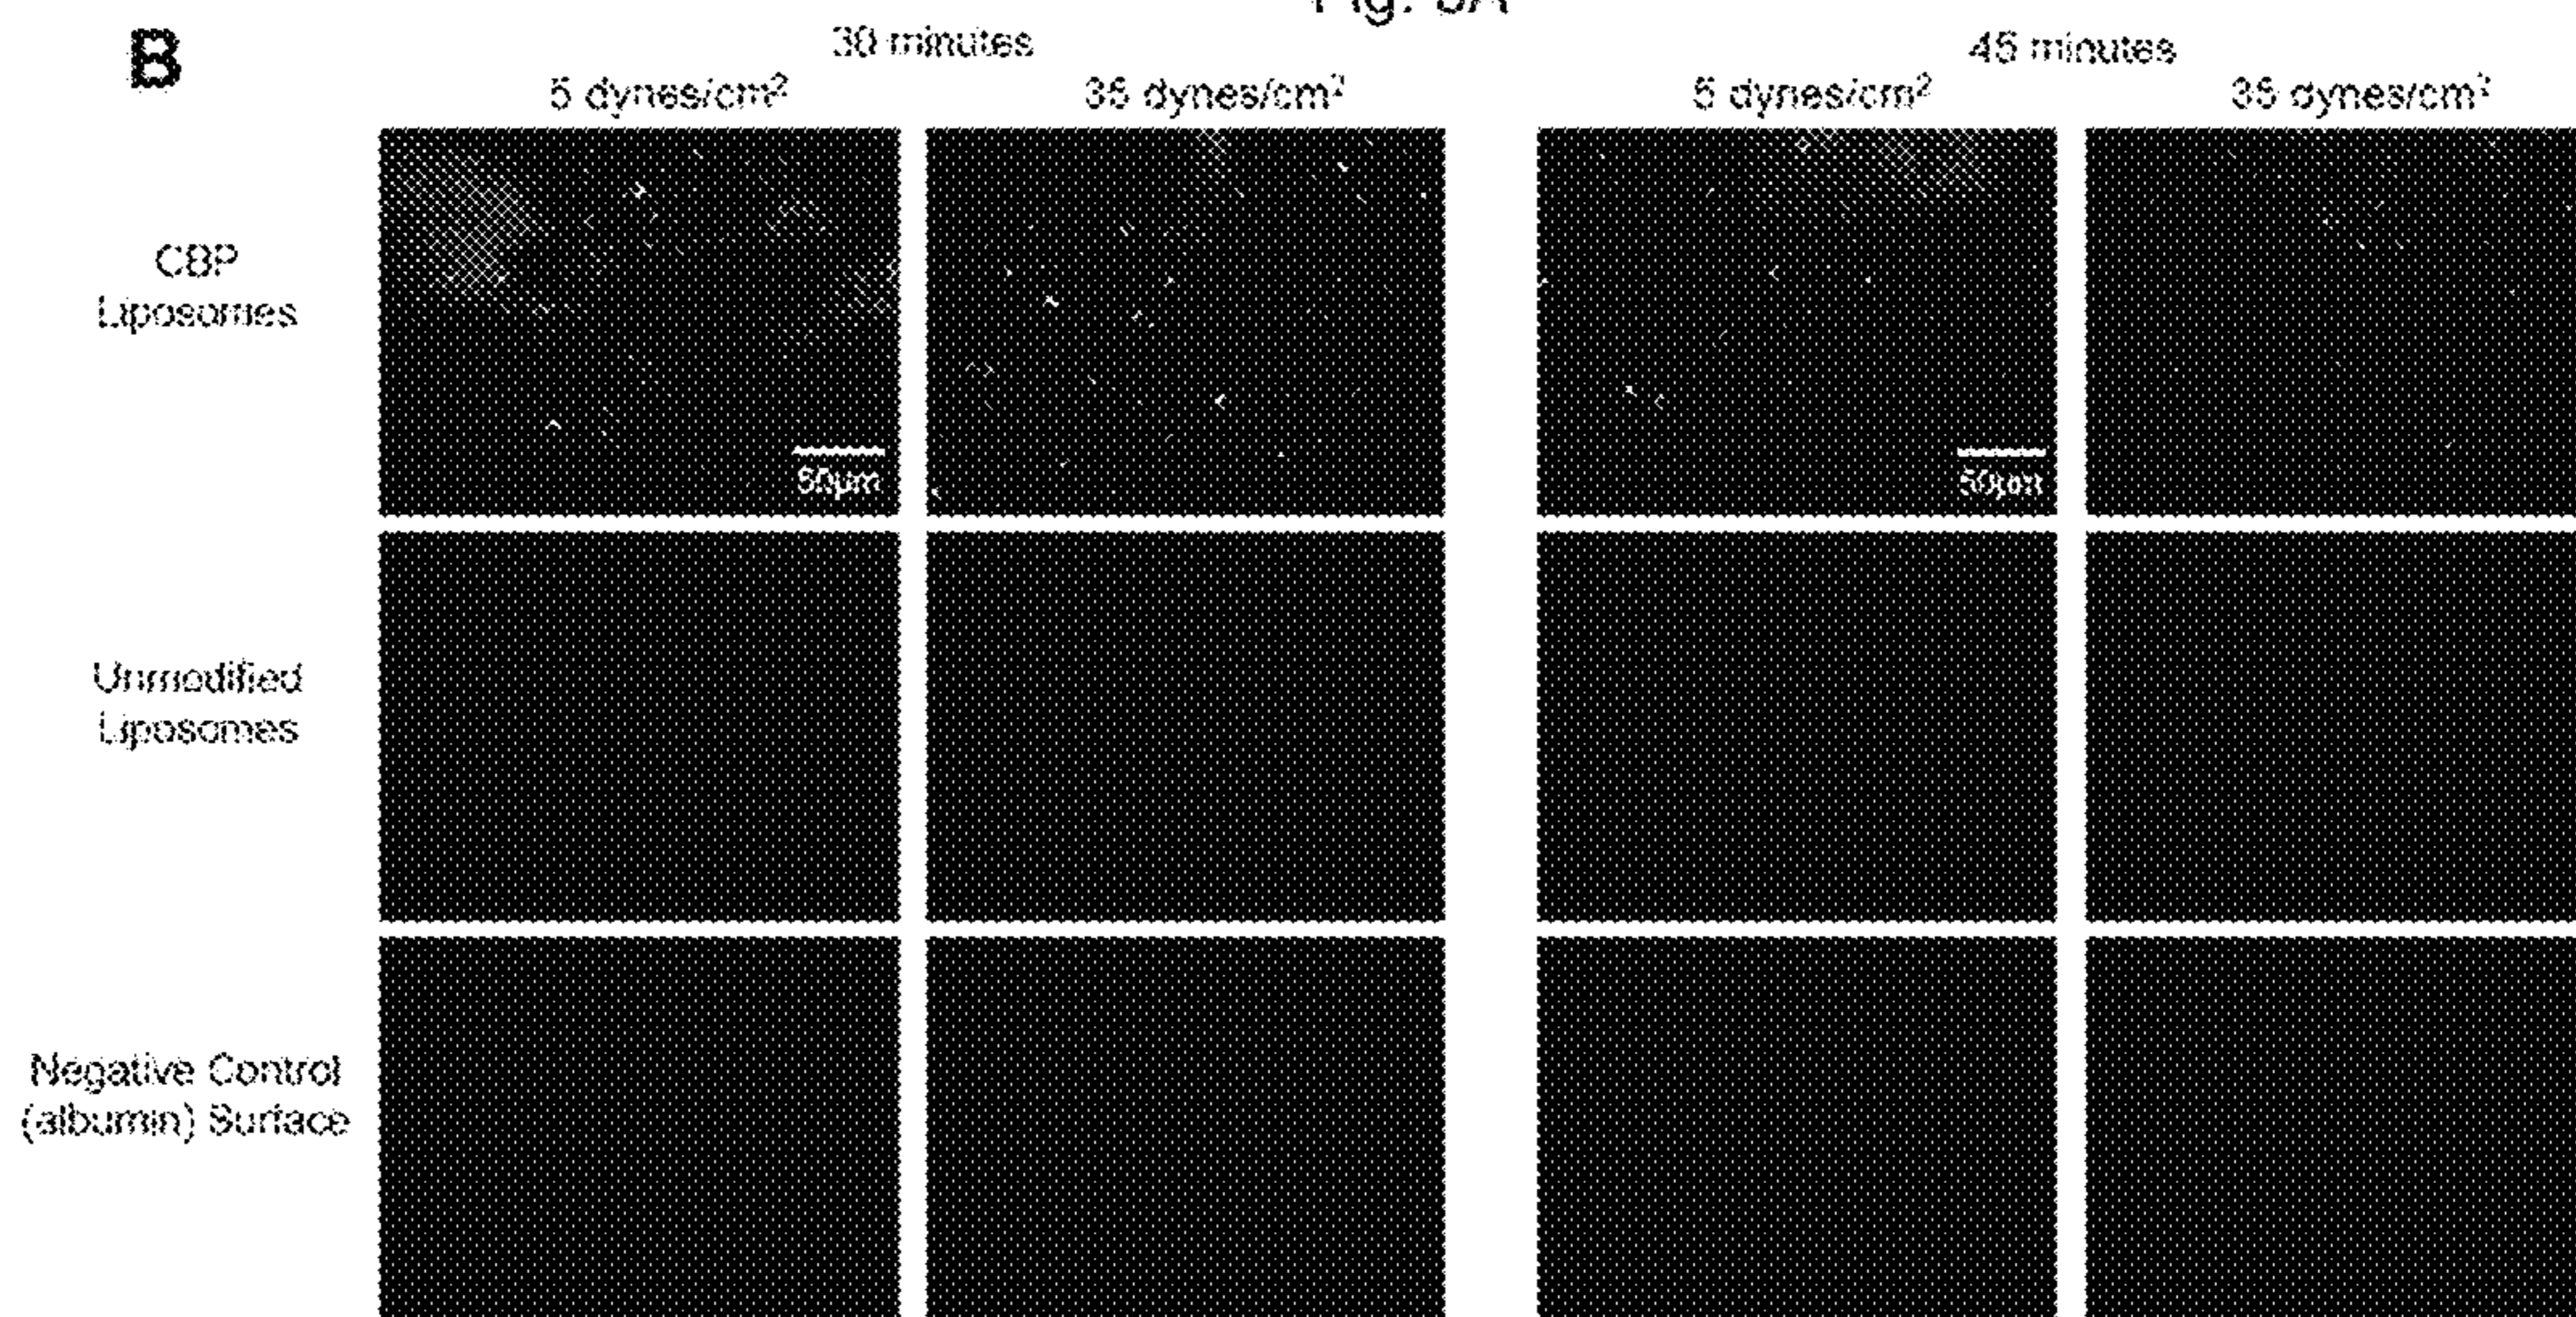 B
30 minutes
45 minutes
5 dynes/cm²
35 dynes/cm²
5 dynes/cm²
35 dynes/cm²
CBP
Liposomes
50µm
50µm
Unmodified
Liposomes
Negative Control
(albumin) Surface